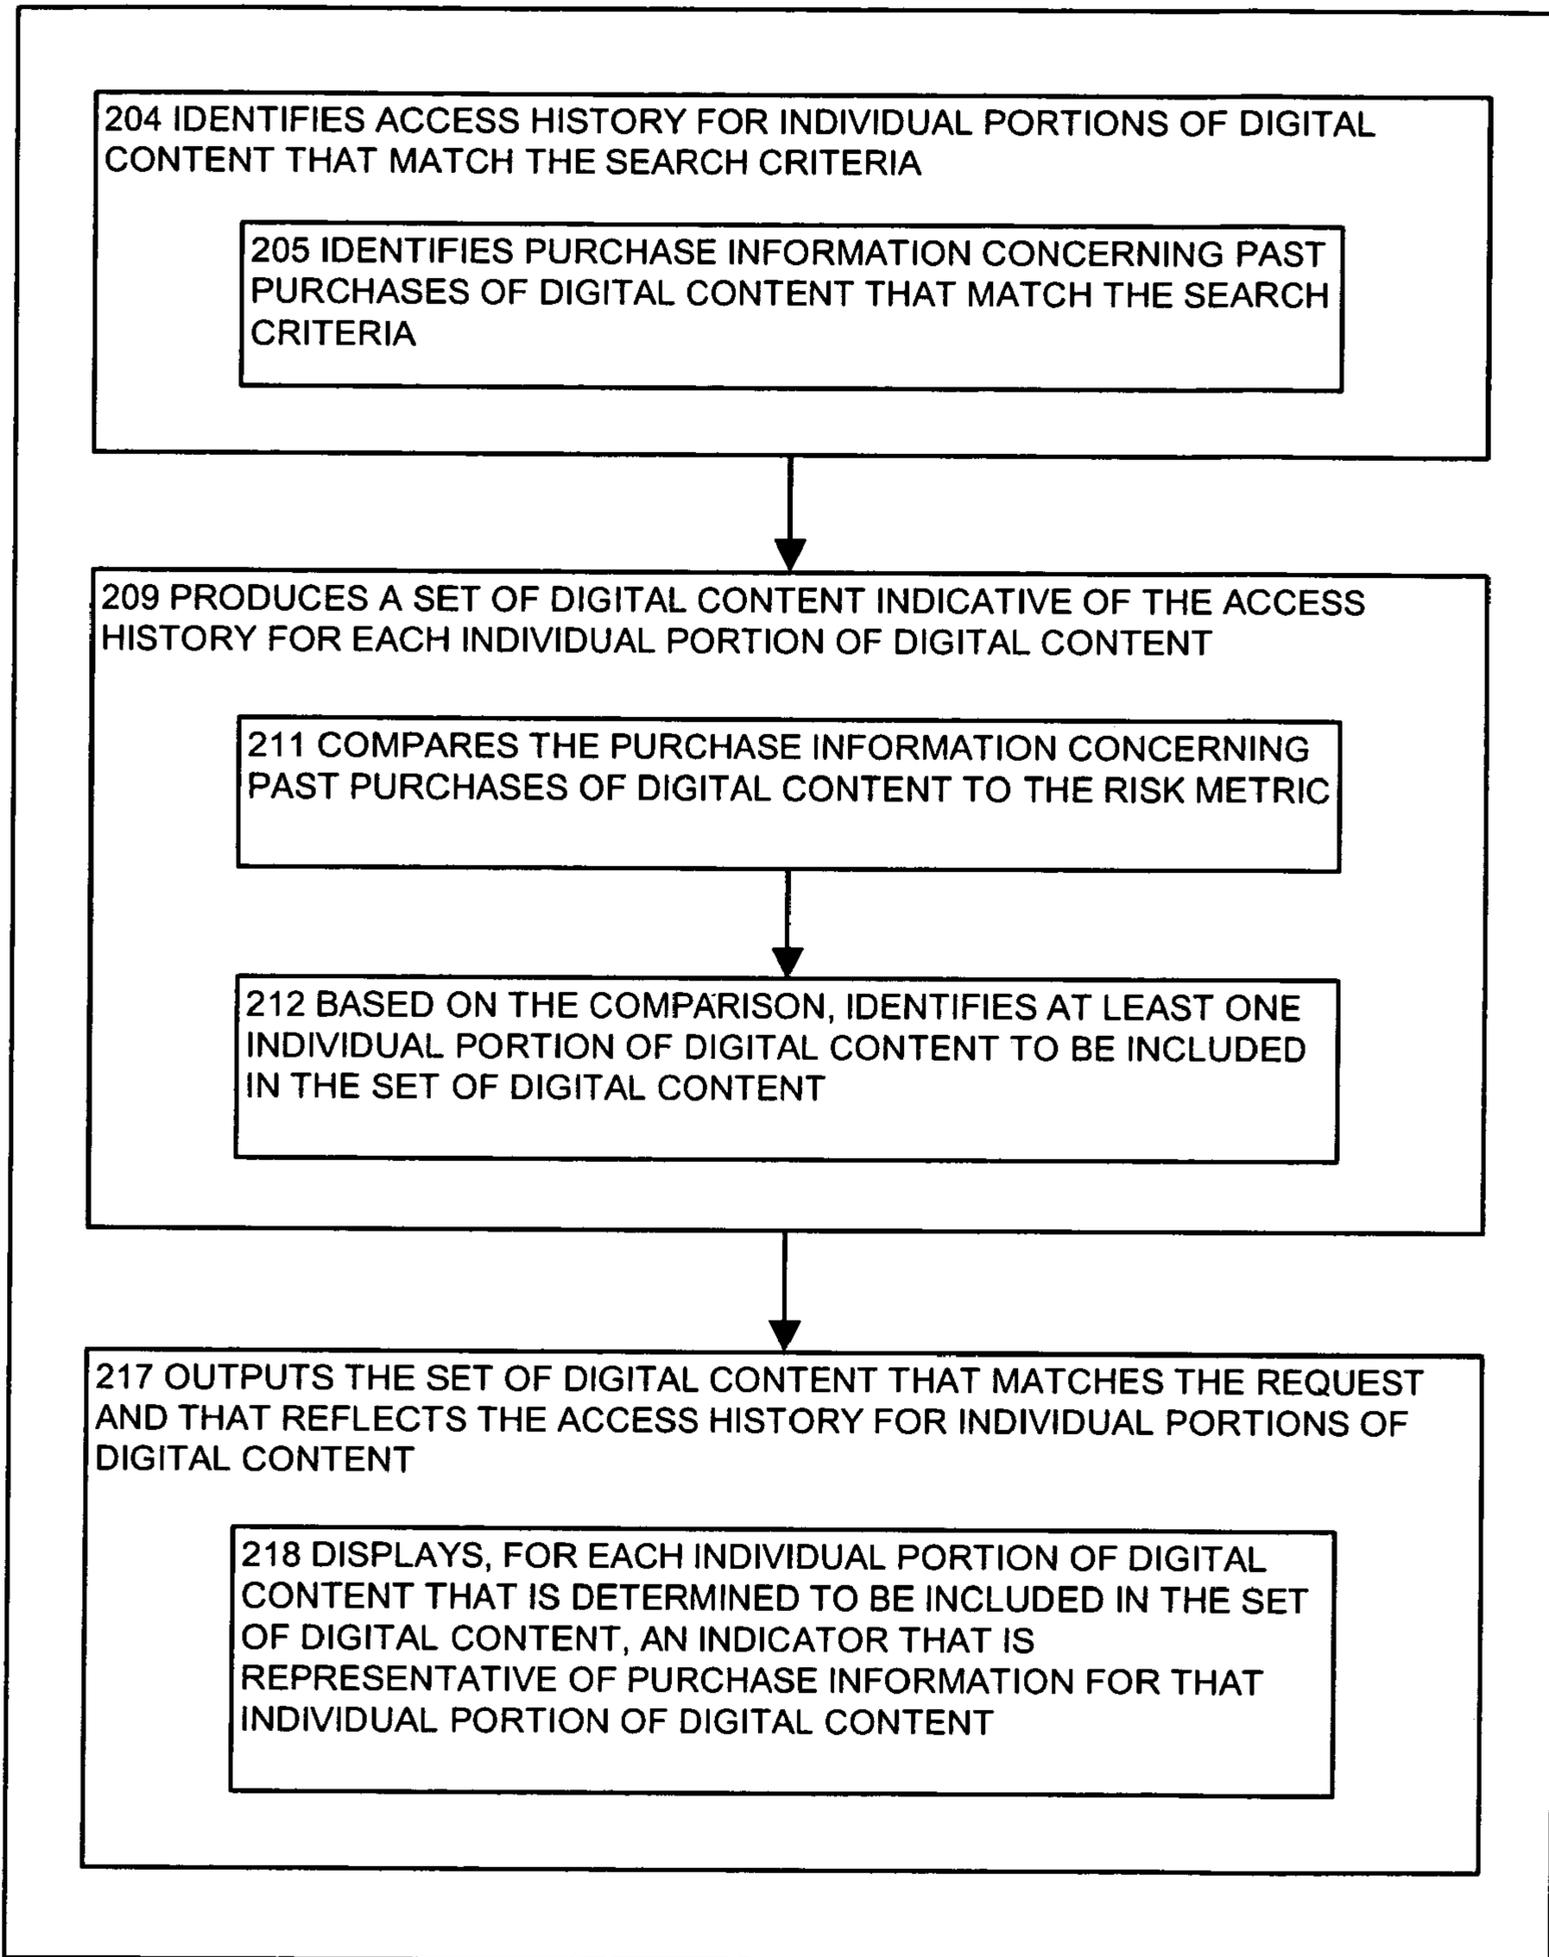 204 IDENTIFIES ACCESS HISTORY FOR INDIVIDUAL PORTIONS OF DIGITAL
CONTENT THAT MATCH THE SEARCH CRITERIA
205 IDENTIFIES PURCHASE INFORMATION CONCERNING PAST
PURCHASES OF DIGITAL CONTENT THAT MATCH THE SEARCH
CRITERIA
209 PRODUCES A SET OF DIGITAL CONTENT INDICATIVE OF THE ACCESS
HISTORY FOR EACH INDIVIDUAL PORTION OF DIGITAL CONTENT
211 COMPARES THE PURCHASE INFORMATION CONCERNING
PAST PURCHASES OF DIGITAL CONTENT TO THE RISK METRIC
212 BASED ON THE COMPARISON, IDENTIFIES AT LEAST ONE
INDIVIDUAL PORTION OF DIGITAL CONTENT TO BE INCLUDED
IN THE SET OF DIGITAL CONTENT
217 OUTPUTS THE SET OF DIGITAL CONTENT THAT MATCHES THE REQUEST
AND THAT REFLECTS THE ACCESS HISTORY FOR INDIVIDUAL PORTIONS OF
DIGITAL CONTENT
218 DISPLAYS, FOR EACH INDIVIDUAL PORTION OF DIGITAL
CONTENT THAT IS DETERMINED TO BE INCLUDED IN THE SET
OF DIGITAL CONTENT, AN INDICATOR THAT IS
REPRESENTATIVE OF PURCHASE INFORMATION FOR THAT
INDIVIDUAL PORTION OF DIGITAL CONTENT